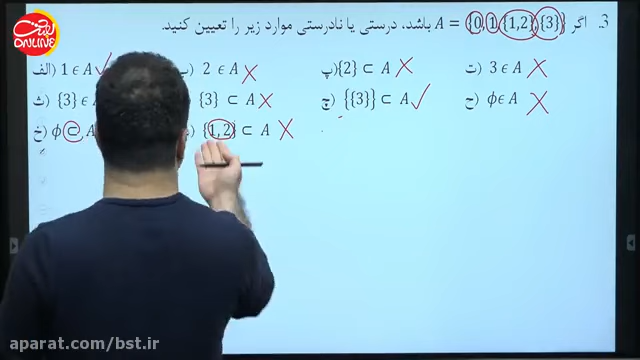 3. اگر A = {0, 1, {1,2}, {3}} باشد، درستی یا نادرستی موارد زیر را تعیین کنید.
الف) 1 ϵ A ✓ 2 ϵ A ✗ پ) {2} ⊂ A ✗ ت) 3 ϵ A ✗
ث) {3} ϵ A {3} ⊂ A ✗ چ) {{3}} ⊂ A ✓ ح) ϕ ϵ A ✗
خ) ϕ ⊂ A {1,2} ⊂ A ✗
ONLINE
aparat.com/bst.ir